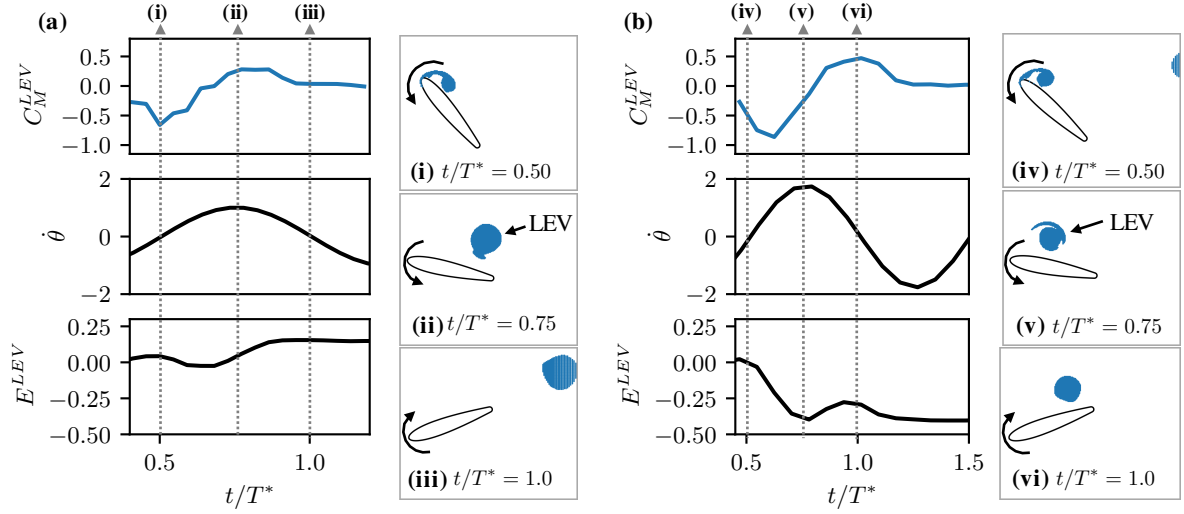 (a) (i) (ii) (iii)
0.5
0.0
−0.5
−1.0
C_M^{LEV}
2
0
−2
θ̇
0.25
0.00
−0.25
−0.50
E^{LEV}
0.5 1.0
t/T*
(i) t/T* = 0.50
LEV
(ii) t/T* = 0.75
(iii) t/T* = 1.0
(b) (iv) (v) (vi)
0.5
0.0
−0.5
−1.0
C_M^{LEV}
2
0
−2
θ̇
0.25
0.00
−0.25
−0.50
E^{LEV}
0.5 1.0 1.5
t/T*
(iv) t/T* = 0.50
LEV
(v) t/T* = 0.75
(vi) t/T* = 1.0